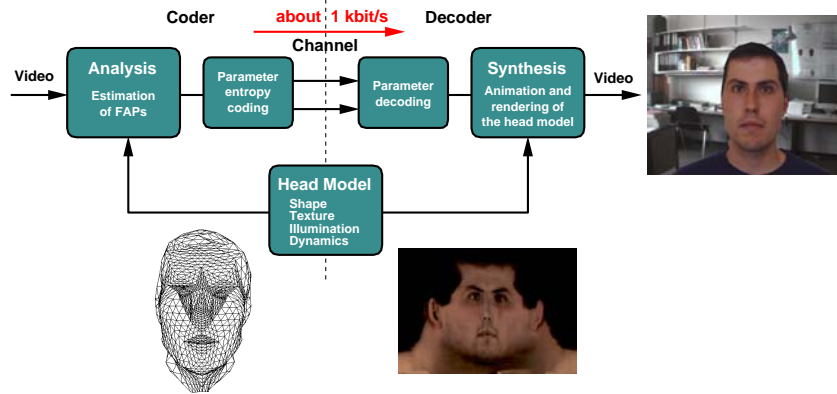 Coder
about 1 kbit/s
Decoder
Channel
Video
Analysis
Estimation
of FAPs
Parameter
entropy
coding
Parameter
decoding
Synthesis
Animation and
rendering of
the head model
Video
Head Model
Shape
Texture
Illumination
Dynamics